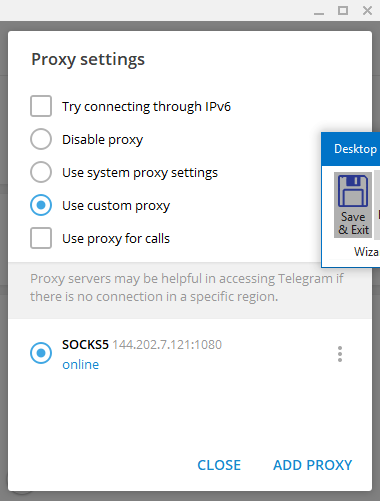 Proxy settings
Try connecting through IPv6
Disable proxy
Use system proxy settings
Use custom proxy
Use proxy for calls
Proxy servers may be helpful in accessing Telegram if
there is no connection in a specific region.
SOCKS5 144.202.7.121:1080
online
CLOSE ADD PROXY
Desktop
Save
& Exit
Wiza